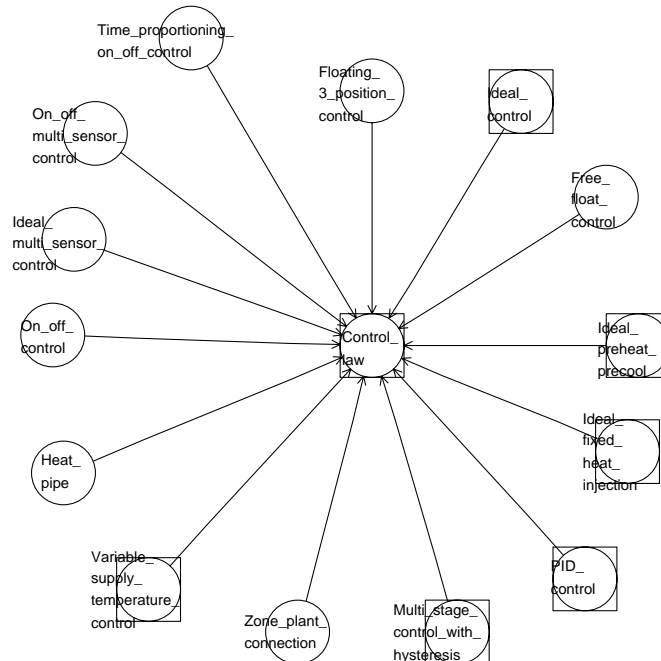 Time_proportioning_
on_off_control
Floating_
3_position_
control
Ideal_
control
On_off_
multi_sensor_
control
Free_
float_
control
Ideal_
multi_sensor_
control
On_off_
control
Control_
law
Ideal_
preheat_
precool_
Ideal_
fixed_
heat_
injection
Heat_
pipe
Variable_
supply_
temperature_
control
PID_
control
Zone_plant_
connection
Multi_stage_
control_with_
hysteresis